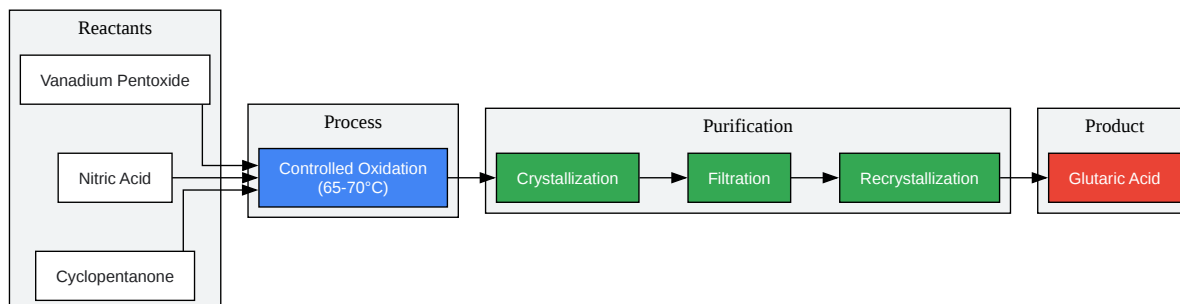 Reactants
Vanadium Pentoxide
Nitric Acid
Cyclopentanone
Process
Controlled Oxidation
(65-70°C)
Purification
Crystallization
Filtration
Recrystallization
Product
Glutaric Acid